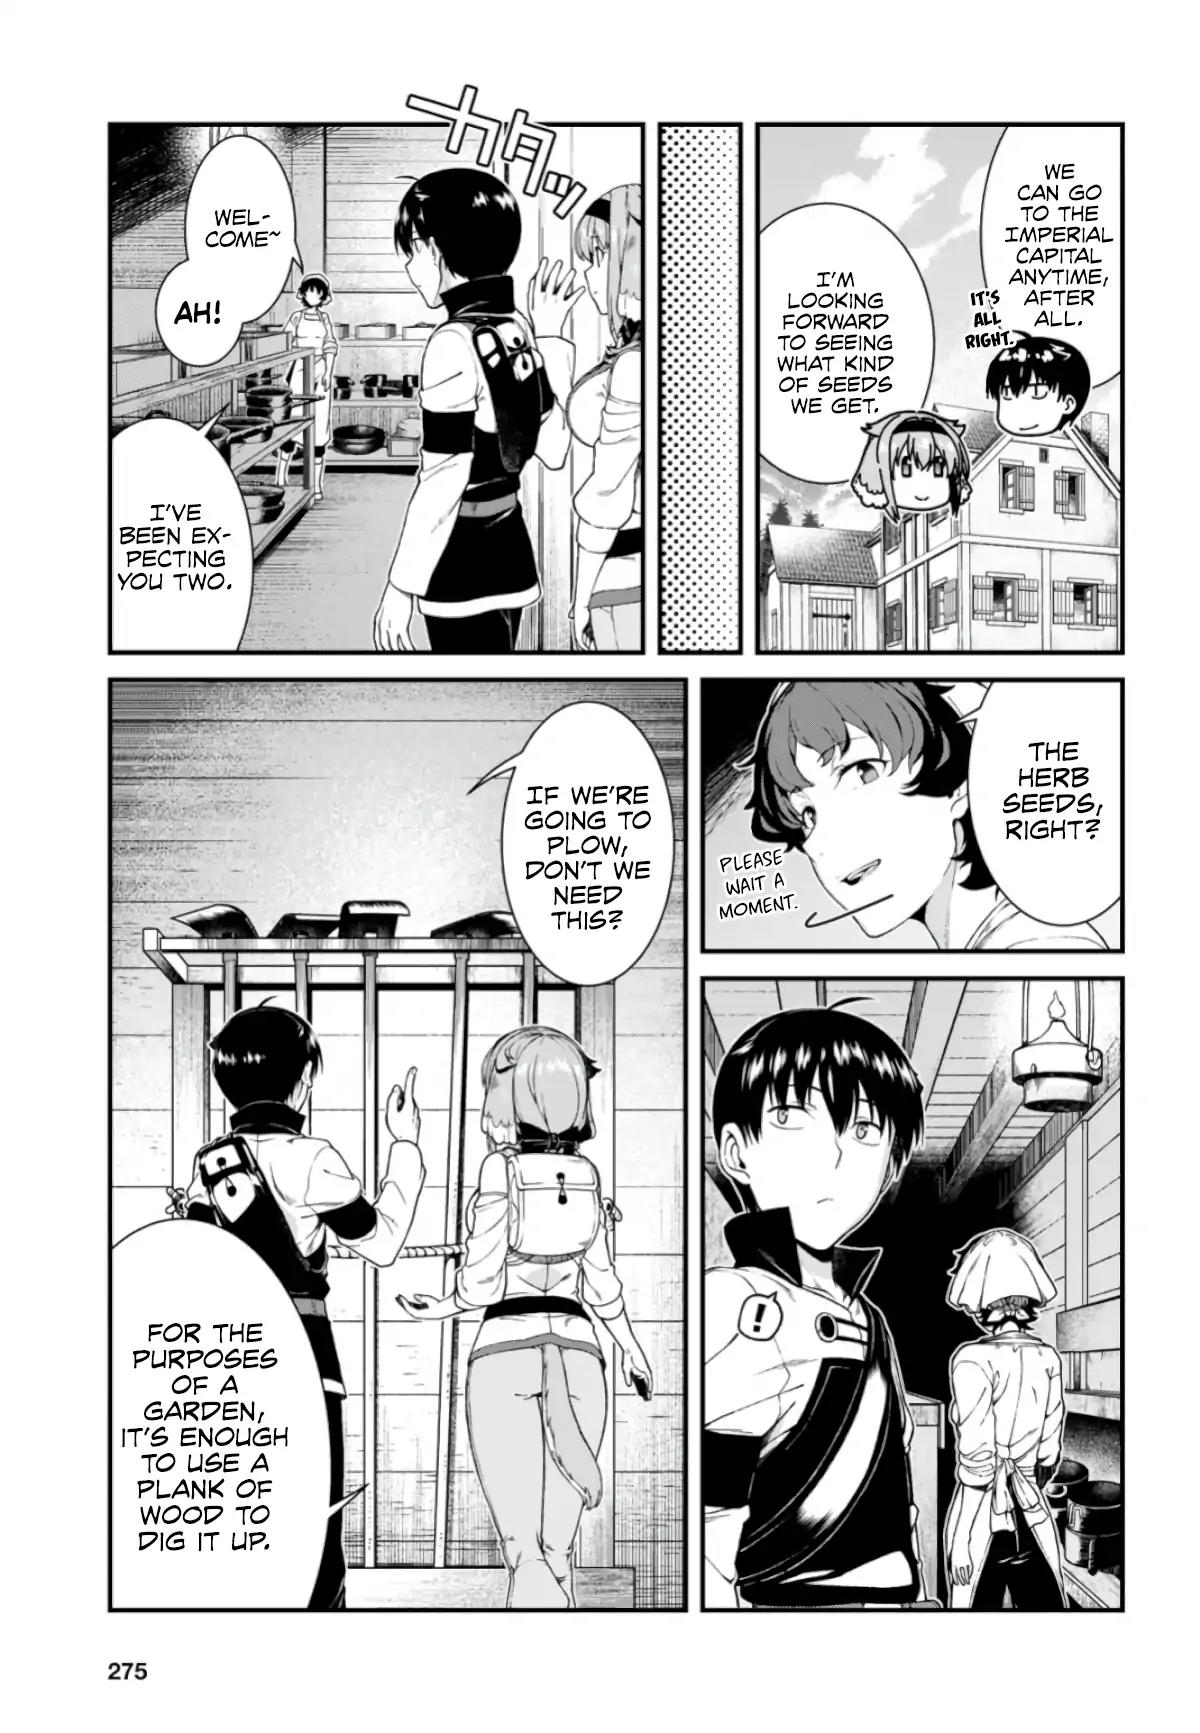 WE
CAN GO
TO THE
IMPERIAL
CAPITAL
ANYTIME,
AFTER
ALL.
IT'S
ALL
RIGHT.
I'M
LOOKING
FORWARD
TO SEEING
WHAT KIND
OF SEEDS
WE GET.
カタッ
WEL-
COME~
AH!
I'VE
BEEN EX-
PECTING
YOU TWO.
THE
HERB
SEEDS,
RIGHT?
PLEASE
WAIT A
MOMENT.
!
IF WE'RE
GOING TO
PLOW,
DON'T WE
NEED
THIS?
FOR THE
PURPOSES
OF A
GARDEN,
IT'S ENOUGH
TO USE A
PLANK OF
WOOD TO
DIG IT UP.
275